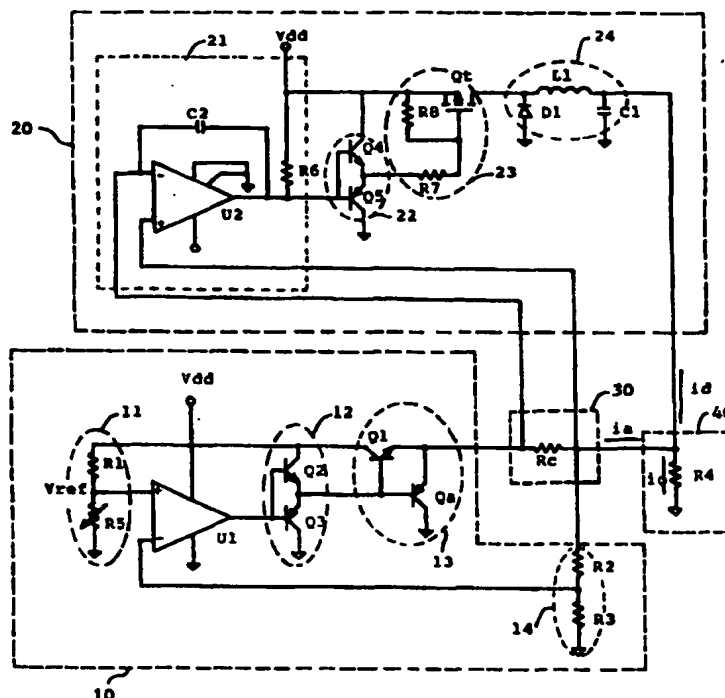 21
vdd
24
Qt
L1
C2
R8
D1
C1
20
Q4
R6
-
+
U2
Q5
R7
22
23
30
id
40
11
Vdd
12
Q1
ia
R1
Q2
Rc
io
R4
Vref
+
-
R5
U1
Q3
Qa
13
R2
14
R3
10